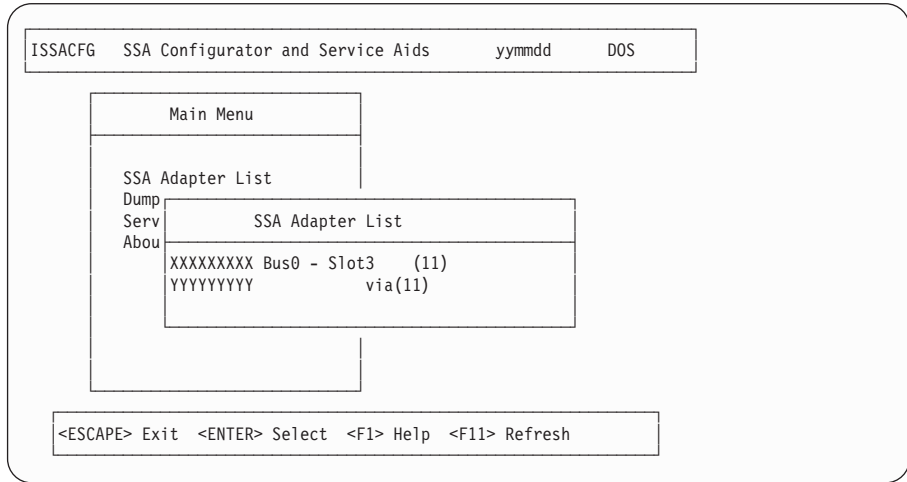 ISSACFG SSA Configurator and Service Aids yymmdd DOS
Main Menu
SSA Adapter List
Dump
Serv
Abou
SSA Adapter List
XXXXXXXXX Bus0 - Slot3 (11)
YYYYYYYYY via(11)
<ESCAPE> Exit <ENTER> Select <F1> Help <F11> Refresh